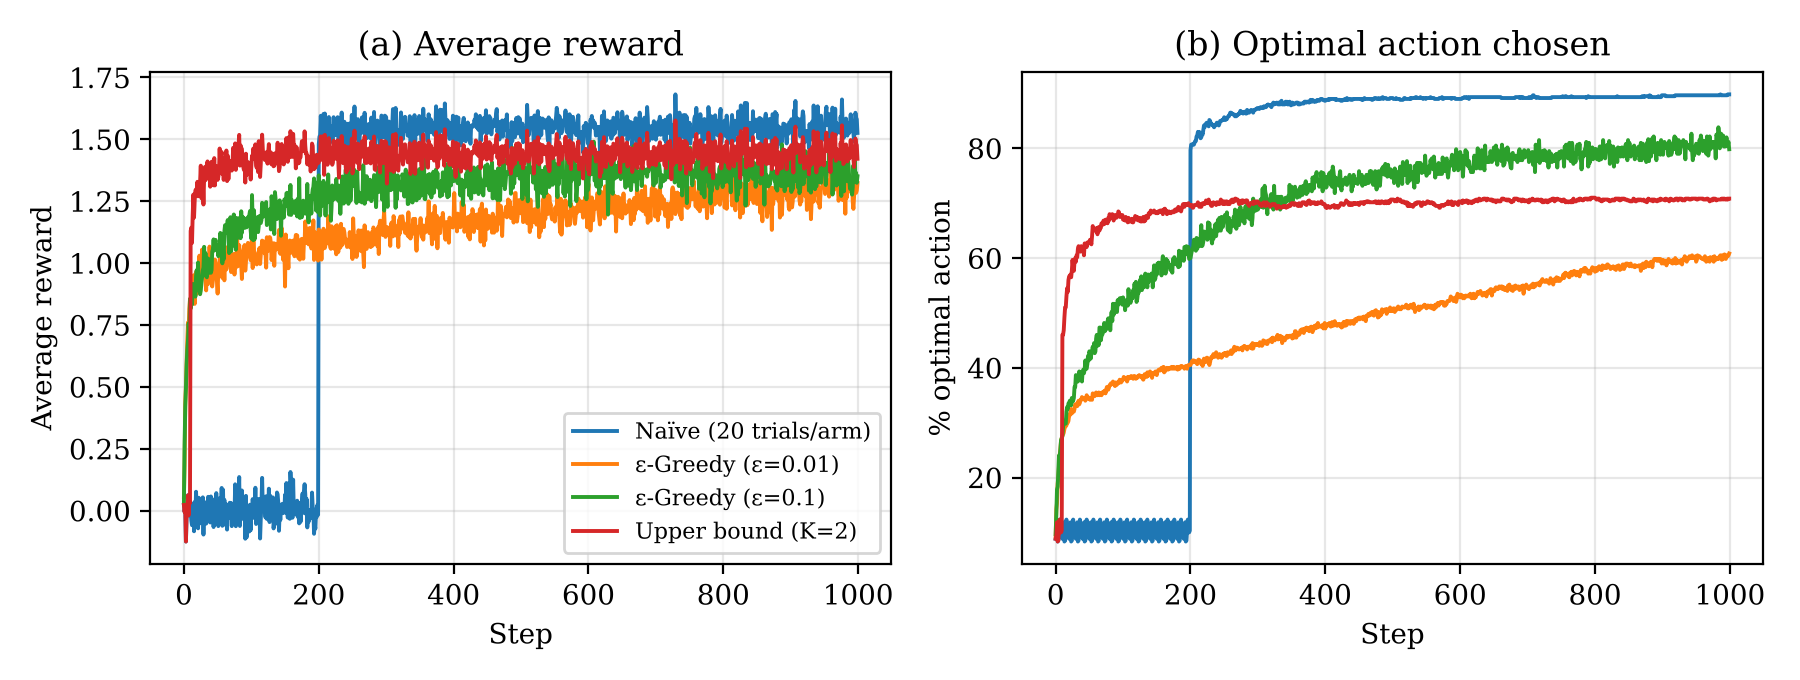 (a) Average reward
1.75
1.50
1.25
1.00
0.75
0.50
0.25
0.00
Average reward
0 200 400 600 800 1000
Step
Naïve (20 trials/arm)
ε-Greedy (ε=0.01)
ε-Greedy (ε=0.1)
Upper bound (K=2)
(b) Optimal action chosen
80
60
40
20
% optimal action
0 200 400 600 800 1000
Step